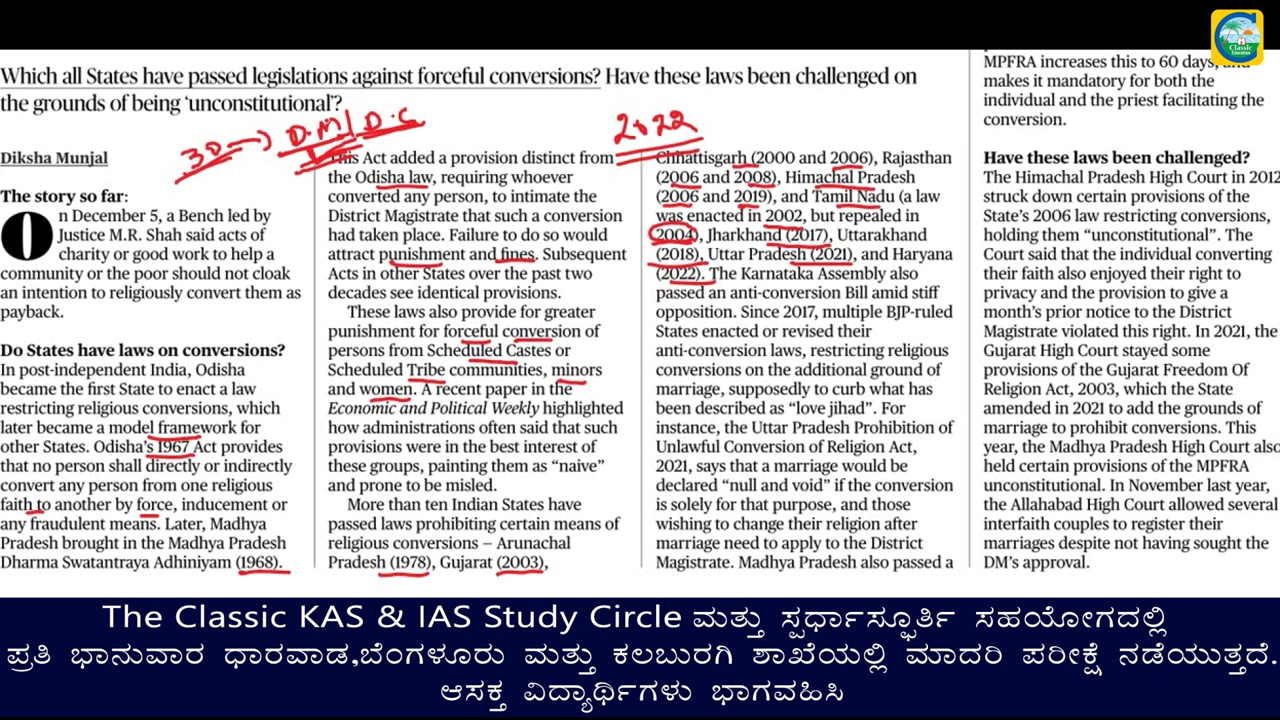 Classic
Education
Which all States have passed legislations against forceful conversions? Have these laws been challenged on
the grounds of being ‘unconstitutional’?
30 → D.M/ D.C
2022
Diksha Munjal
The story so far:
On December 5, a Bench led by
Justice M.R. Shah said acts of
charity or good work to help a
community or the poor should not cloak
an intention to religiously convert them as
payback.
Do States have laws on conversions?
In post-independent India, Odisha
became the first State to enact a law
restricting religious conversions, which
later became a model framework for
other States. Odisha’s 1967 Act provides
that no person shall directly or indirectly
convert any person from one religious
faith to another by force, inducement or
any fraudulent means. Later, Madhya
Pradesh brought in the Madhya Pradesh
Dharma Swatantraya Adhiniyam (1968).
This Act added a provision distinct from
the Odisha law, requiring whoever
converted any person, to intimate the
District Magistrate that such a conversion
had taken place. Failure to do so would
attract punishment and fines. Subsequent
Acts in other States over the past two
decades see identical provisions.
These laws also provide for greater
punishment for forceful conversion of
persons from Scheduled Castes or
Scheduled Tribe communities, minors
and women. A recent paper in the
Economic and Political Weekly highlighted
how administrations often said that such
provisions were in the best interest of
these groups, painting them as “naive”
and prone to be misled.
More than ten Indian States have
passed laws prohibiting certain means of
religious conversions – Arunachal
Pradesh (1978), Gujarat (2003),
Chhattisgarh (2000 and 2006), Rajasthan
(2006 and 2008), Himachal Pradesh
(2006 and 2019), and Tamil Nadu (a law
was enacted in 2002, but repealed in
2004), Jharkhand (2017), Uttarakhand
(2018), Uttar Pradesh (2021), and Haryana
(2022). The Karnataka Assembly also
passed an anti-conversion Bill amid stiff
opposition. Since 2017, multiple BJP-ruled
States enacted or revised their
anti-conversion laws, restricting religious
conversions on the additional ground of
marriage, supposedly to curb what has
been described as “love jihad”. For
instance, the Uttar Pradesh Prohibition of
Unlawful Conversion of Religion Act,
2021, says that a marriage would be
declared “null and void” if the conversion
is solely for that purpose, and those
wishing to change their religion after
marriage need to apply to the District
Magistrate. Madhya Pradesh also passed a
MPFRA increases this to 60 days, and
makes it mandatory for both the
individual and the priest facilitating the
conversion.
Have these laws been challenged?
The Himachal Pradesh High Court in 2012
struck down certain provisions of the
State’s 2006 law restricting conversions,
holding them “unconstitutional”. The
Court said that the individual converting
their faith also enjoyed their right to
privacy and the provision to give a
month’s prior notice to the District
Magistrate violated this right. In 2021, the
Gujarat High Court stayed some
provisions of the Gujarat Freedom Of
Religion Act, 2003, which the State
amended in 2021 to add the grounds of
marriage to prohibit conversions. This
year, the Madhya Pradesh High Court also
held certain provisions of the MPFRA
unconstitutional. In November last year,
the Allahabad High Court allowed several
interfaith couples to register their
marriages despite not having sought the
DM’s approval.
The Classic KAS & IAS Study Circle ಮತ್ತು ಸ್ಪರ್ಧಾಸ್ಫೂರ್ತಿ ಸಹಯೋಗದಲ್ಲಿ
ಪ್ರತಿ ಭಾನುವಾರ ಧಾರವಾಡ,ಬೆಂಗಳೂರು ಮತ್ತು ಕಲಬುರಗಿ ಶಾಖೆಯಲ್ಲಿ ಮಾದರಿ ಪರೀಕ್ಷೆ ನಡೆಯುತ್ತದೆ.
ಆಸಕ್ತ ವಿದ್ಯಾರ್ಥಿಗಳು ಭಾಗವಹಿಸಿ